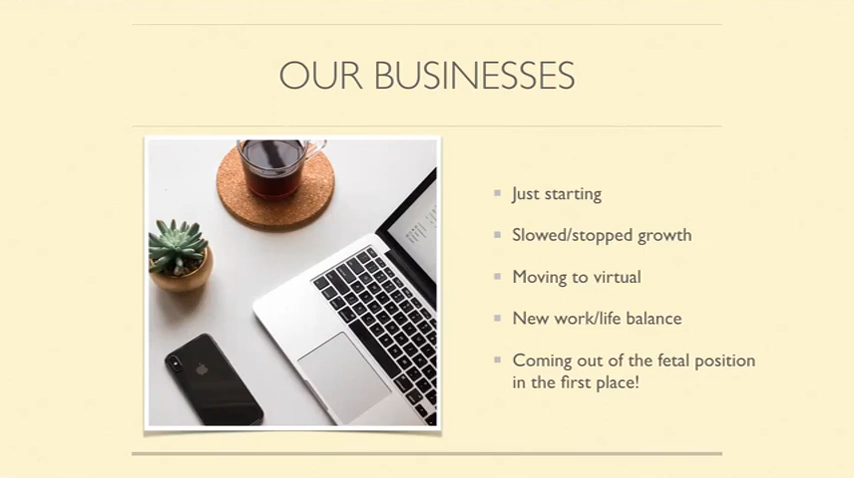 OUR BUSINESSES
Just starting
Slowed/stopped growth
Moving to virtual
New work/life balance
Coming out of the fetal position
in the first place!